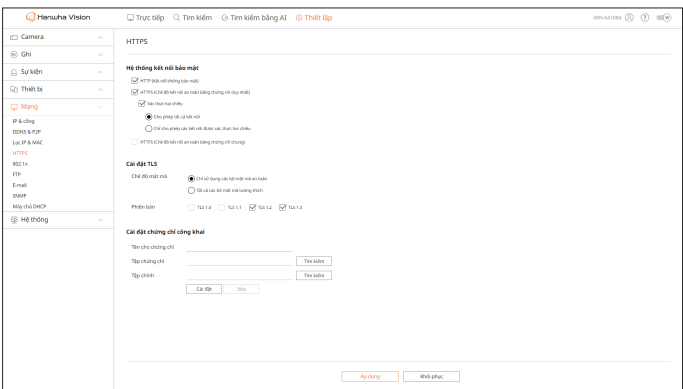 Hanwha Vision
Trực tiếp Tìm kiếm Tìm kiếm bằng AI Thiết lập
Camera
Ghi
Sự kiện
Thiết bị
Mạng
IP & cổng
DDNS & P2P
Lọc IP & MAC
HTTPS
802.1x
FTP
E-mail
SNMP
Máy chủ DHCP
Hệ thống
HTTPS
Hệ thống kết nối bảo mật
HTTP (Kết nối không bảo mật)
HTTPS (Chế độ kết nối an toàn bằng chứng chỉ duy nhất)
Xác thực hai chiều
Cho phép tất cả kết nối
Chỉ cho phép các kết nối được xác thực hai chiều.
HTTPS (Chế độ kết nối an toàn bằng chứng chỉ chung)
Cài đặt TLS
Chế độ mật mã
Chỉ sử dụng các bộ mật mã an toàn
Tất cả các bộ mật mã tương thích
Phiên bản TLS 1.0 TLS 1.1 TLS 1.2 TLS 1.3
Cài đặt chứng chỉ công khai
Tên cho chứng chỉ
Tệp chứng chỉ Tìm kiếm
Tệp chính Tìm kiếm
Cài đặt Xóa
Áp dụng Khôi phục